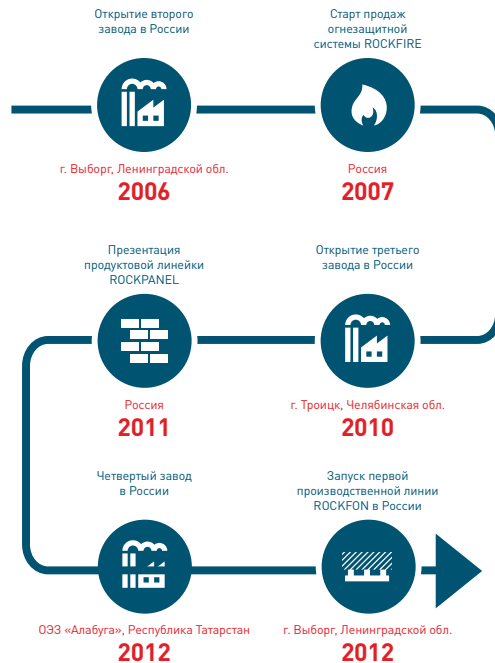 Открытие второго
завода в России
г. Выборг, Ленинградской обл.
2006
Старт продаж
огнезащитной
системы ROCKFIRE
Россия
2007
Открытие третьего
завода в России
г. Троицк, Челябинская обл.
2010
Презентация
продуктовой линейки
ROCKPANEL
Россия
2011
Четвертый завод
в России
ОЭЗ «Алабуга», Республика Татарстан
2012
Запуск первой
производственной линии
ROCKFON в России
г. Выборг, Ленинградской обл.
2012